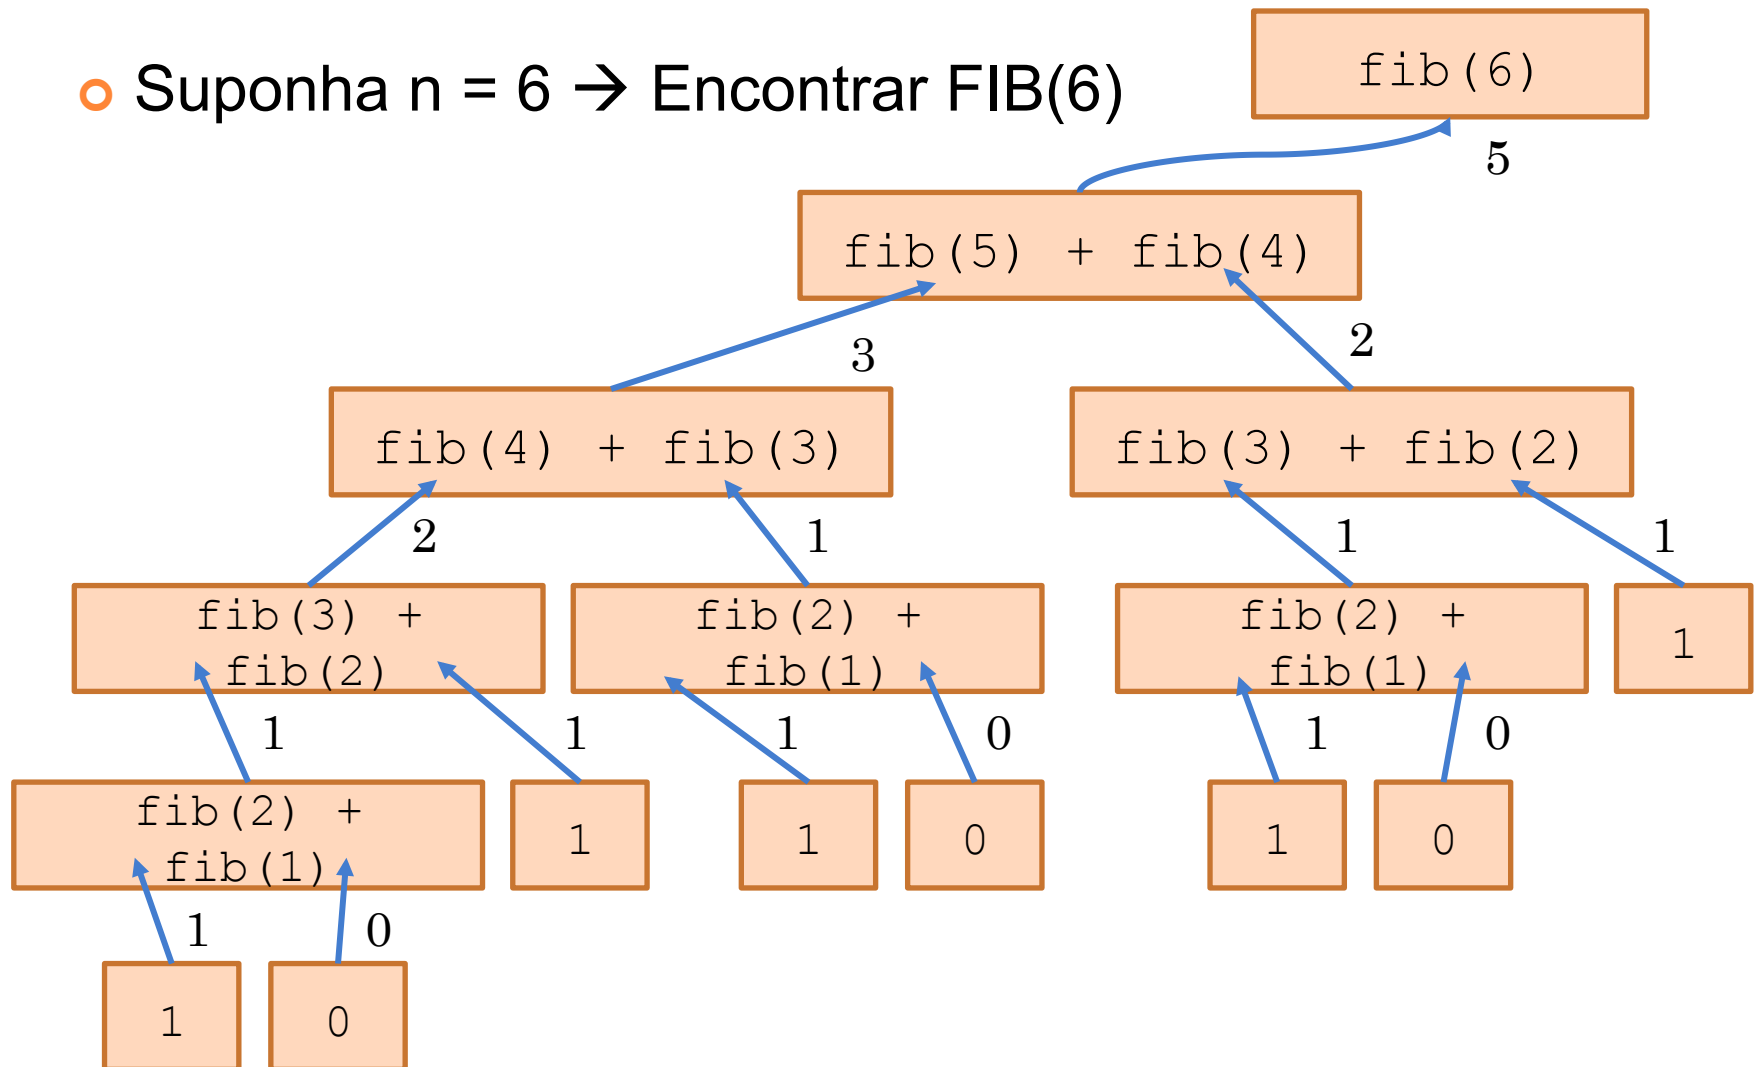 Suponha n = 6 → Encontrar FIB(6)
fib(6)
5
fib(5) + fib(4)
3
2
fib(4) + fib(3)
fib(3) + fib(2)
2
1
1
1
fib(3) +
fib(2)
fib(2) +
fib(1)
fib(2) +
fib(1)
1
1
1
1
0
1
0
fib(2) +
fib(1)
1
1
0
1
0
1
0
1
0